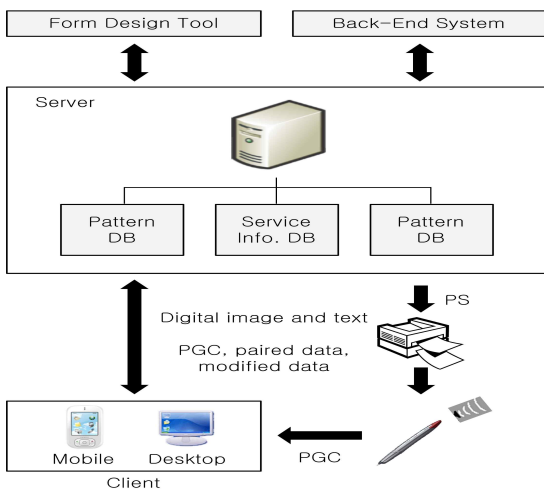 Form Design Tool
Back-End System
Server
Pattern
DB
Service
Info. DB
Pattern
DB
PS
Digital image and text
PGC, paired data,
modified data
Mobile
Desktop
PGC
Client